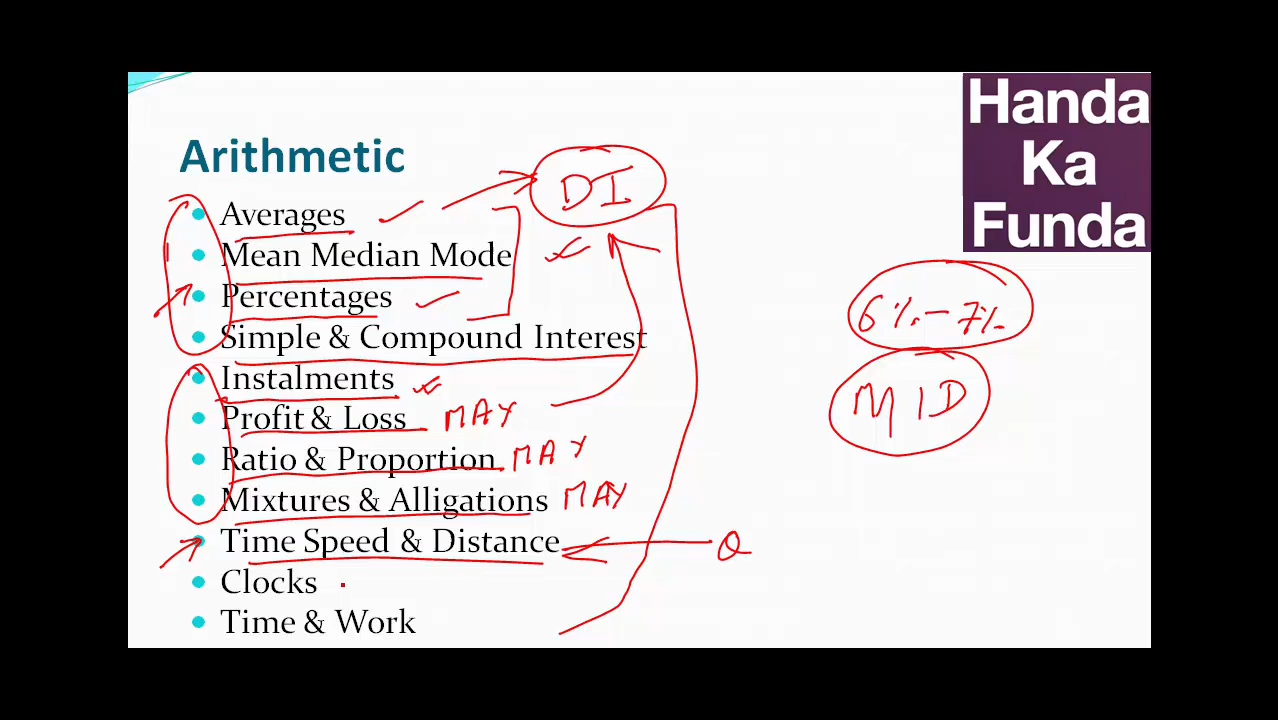 Handa
Ka
Funda
Arithmetic
DI
Averages
Mean Median Mode
Percentages
6%-7%
Simple & Compound Interest
Instalments
MID
Profit & Loss MAY
Ratio & Proportion MAY
Mixtures & Alligations MAY
Time Speed & Distance Q
Clocks
Time & Work